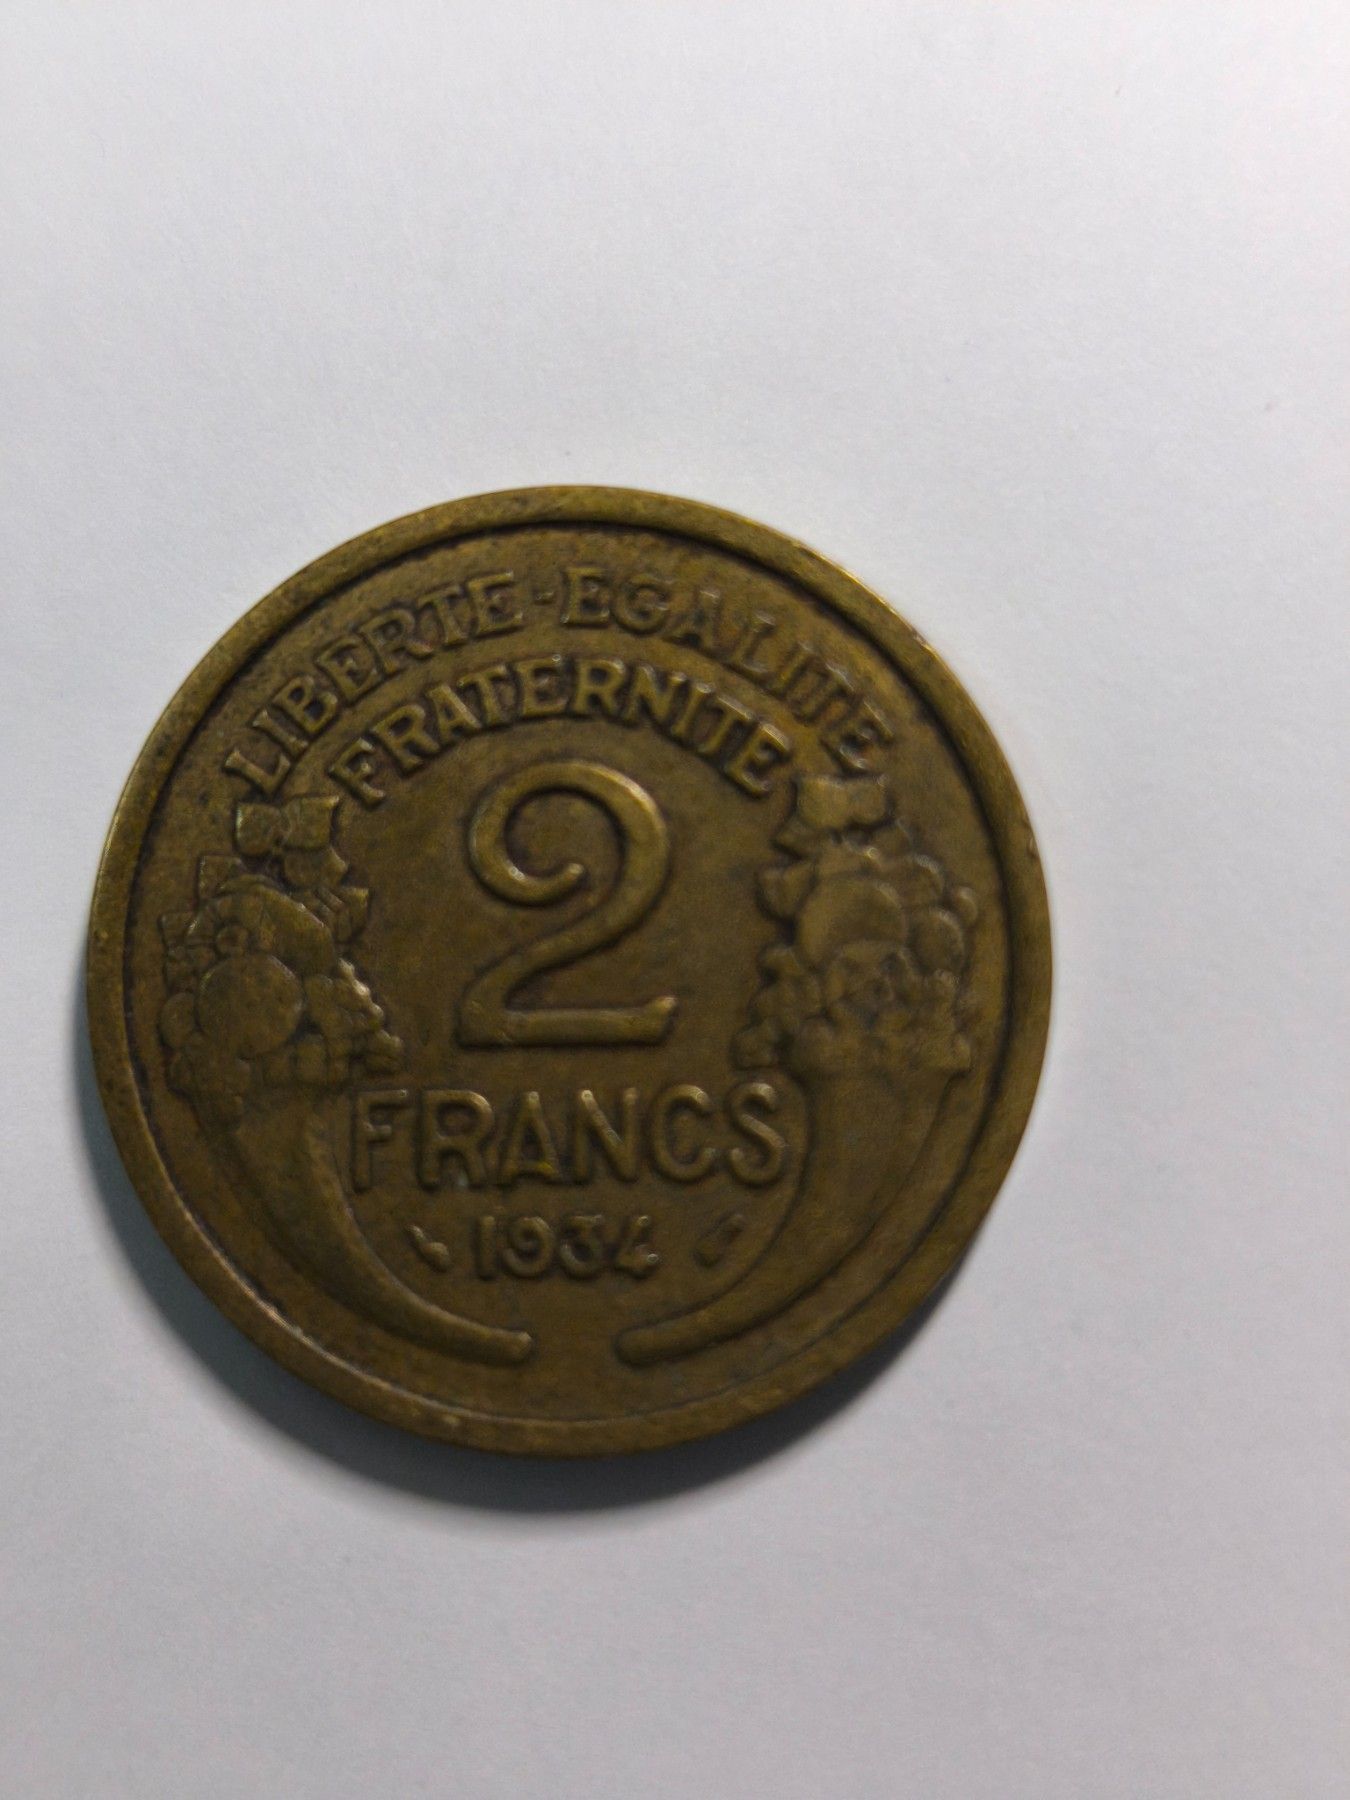 LIBERTE-EGALITE
FRATERNITE
2
FRANCS
1934